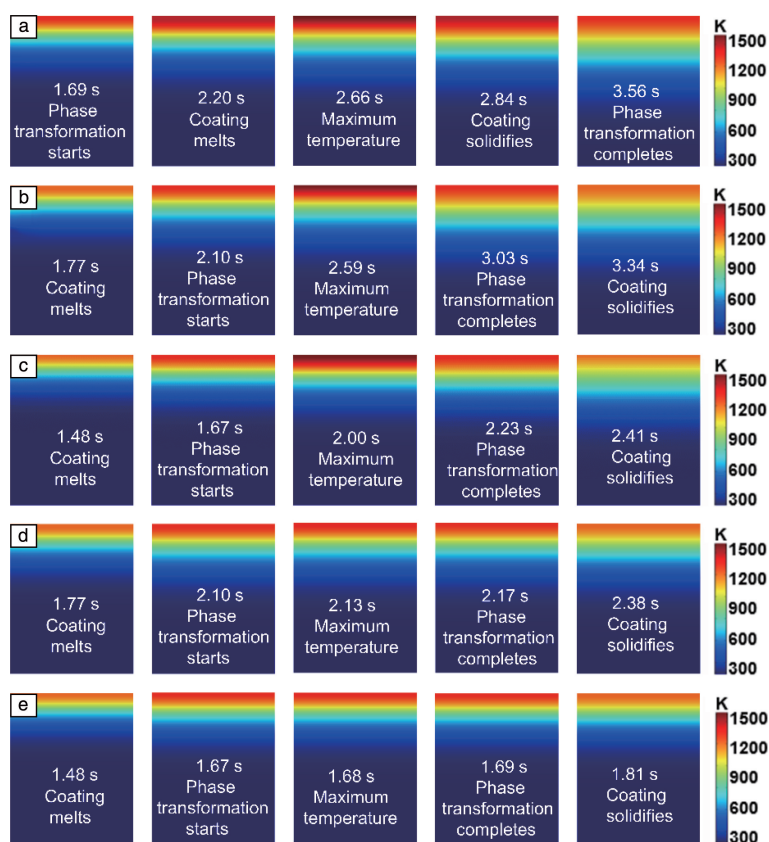 a
1.69 s
Phase
transformation
starts
2.20 s
Coating
melts
2.66 s
Maximum
temperature
2.84 s
Coating
solidifies
3.56 s
Phase
transformation
completes
K
1500
1200
900
600
300
b
1.77 s
Coating
melts
2.10 s
Phase
transformation
starts
2.59 s
Maximum
temperature
3.03 s
Phase
transformation
completes
3.34 s
Coating
solidifies
K
1500
1200
900
600
300
c
1.48 s
Coating
melts
1.67 s
Phase
transformation
starts
2.00 s
Maximum
temperature
2.23 s
Phase
transformation
completes
2.41 s
Coating
solidifies
K
1500
1200
900
600
300
d
1.77 s
Coating
melts
2.10 s
Phase
transformation
starts
2.13 s
Maximum
temperature
2.17 s
Phase
transformation
completes
2.38 s
Coating
solidifies
K
1500
1200
900
600
300
e
1.48 s
Coating
melts
1.67 s
Phase
transformation
starts
1.68 s
Maximum
temperature
1.69 s
Phase
transformation
completes
1.81 s
Coating
solidifies
K
1500
1200
900
600
300